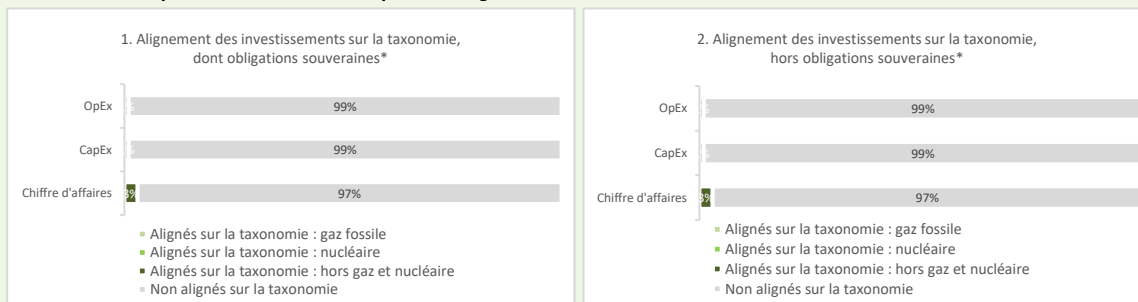 1. Alignement des investissements sur la taxonomie,
dont obligations souveraines*
OpEx
99%
CapEx
99%
Chiffre d'affaires
3%
97%
Alignés sur la taxonomie : gaz fossile
Alignés sur la taxonomie : nucléaire
Alignés sur la taxonomie : hors gaz et nucléaire
Non alignés sur la taxonomie
2. Alignement des investissements sur la taxonomie,
hors obligations souveraines*
OpEx
99%
CapEx
99%
Chiffre d'affaires
3%
97%
Alignés sur la taxonomie : gaz fossile
Alignés sur la taxonomie : nucléaire
Alignés sur la taxonomie : hors gaz et nucléaire
Non alignés sur la taxonomie